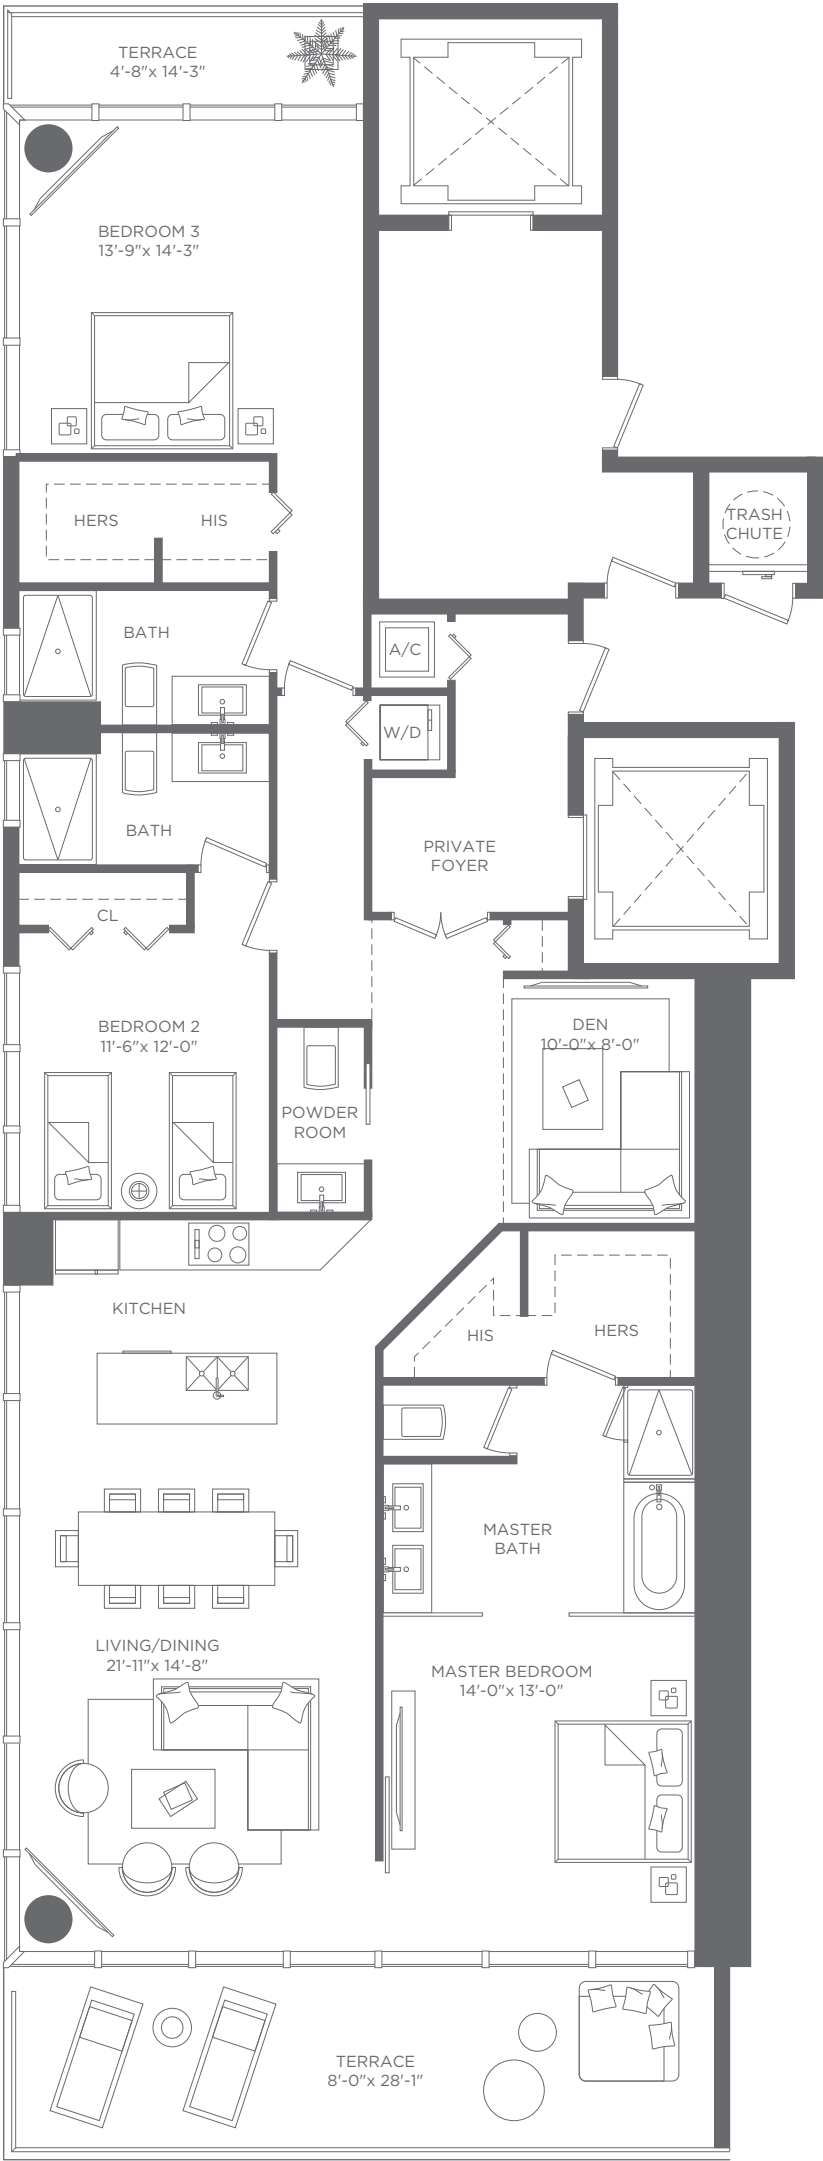 TERRACE
4'-8"x 14'-3"
BEDROOM 3
13'-9"x 14'-3"
HERS
HIS
TRASH
CHUTE
BATH
A/C
W/D
BATH
PRIVATE
FOYER
CL
BEDROOM 2
11'-6"x 12'-0"
DEN
10'-0"x 8'-0"
POWDER
ROOM
KITCHEN
HIS
HERS
MASTER
BATH
LIVING/DINING
21'-11"x 14'-8"
MASTER BEDROOM
14'-0"x 13'-0"
TERRACE
8'-0"x 28'-1"